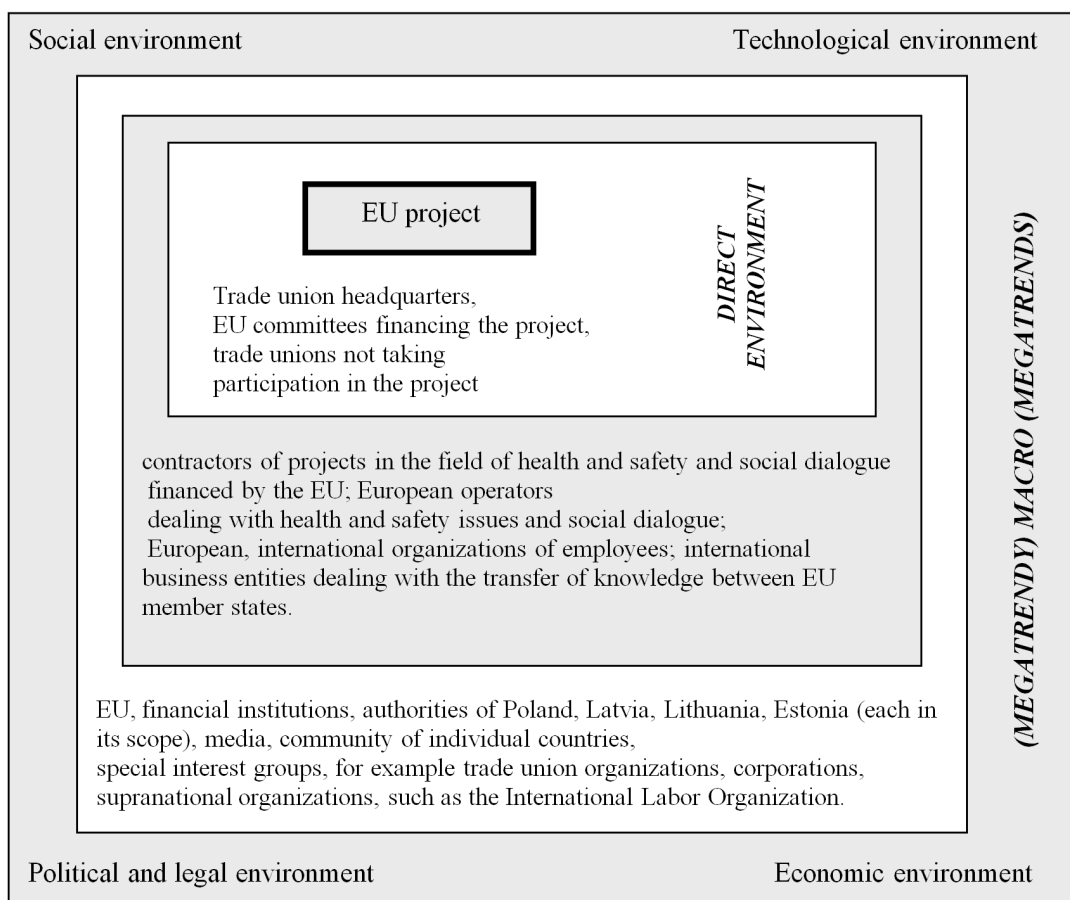 Social environment
Technological environment
EU project
DIRECT
ENVIRONMENT
Trade union headquarters,
EU committees financing the project,
trade unions not taking
participation in the project
(MEGATRENDY) MACRO (MEGATRENDS)
contractors of projects in the field of health and safety and social dialogue
financed by the EU; European operators
dealing with health and safety issues and social dialogue;
European, international organizations of employees; international
business entities dealing with the transfer of knowledge between EU
member states.
EU, financial institutions, authorities of Poland, Latvia, Lithuania, Estonia (each in
its scope), media, community of individual countries,
special interest groups, for example trade union organizations, corporations,
supranational organizations, such as the International Labor Organization.
Political and legal environment
Economic environment